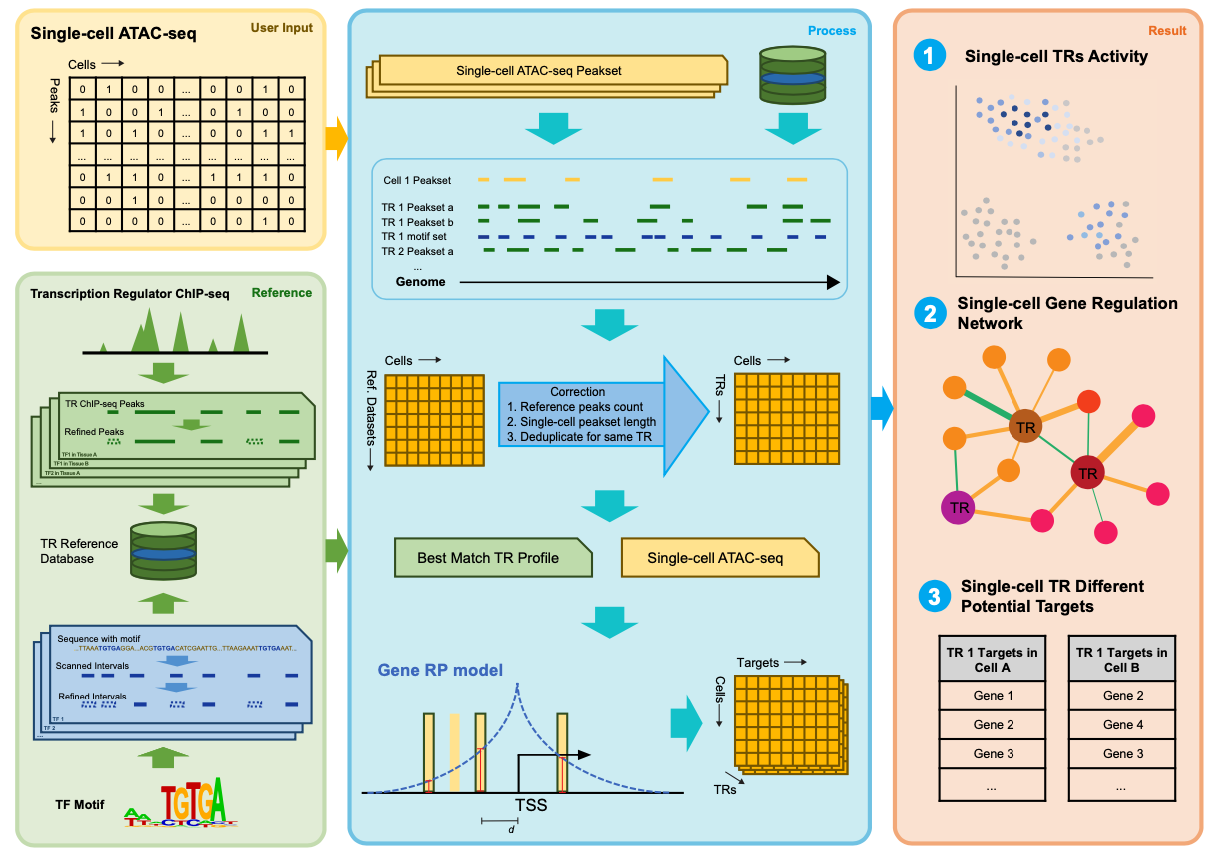 Single-cell ATAC-seq
User Input
Cells
Peaks
0 1 0 0 ... 0 0 1 0
1 0 0 1 ... 0 1 0 0
1 0 1 0 ... 0 0 1 1
... ... ... ... ... ... ... ... ...
0 1 1 0 ... 1 1 1 0
0 0 1 0 ... 0 0 0 0
0 0 0 0 ... 0 0 1 0
Transcription Regulator ChIP-seq
Reference
TR ChIP-seq Peaks
Refined Peaks
TF1 in Tissue A
TF1 in Tissue B
TF2 in Tissue A
...
TR Reference
Database
Sequence with motif
..TTAAATGTGAGGA...ACGTGTGACATCGAATTG...TTAAGAAATTGTGAAAT...
Scanned Intervals
Refined Intervals
TF 1
TF 2
...
TF Motif
TGTGA
Process
Single-cell ATAC-seq Peakset
Cell 1 Peakset
TR 1 Peakset a
TR 1 Peakset b
TR 1 motif set
TR 2 Peakset a
...
Genome
Cells
Ref. Datasets
Correction
1. Reference peaks count
2. Single-cell peakset length
3. Deduplicate for same TR
Cells
TRs
Best Match TR Profile
Single-cell ATAC-seq
Gene RP model
TSS
d
Targets
Cells
TRs
Result
1
Single-cell TRs Activity
2
Single-cell Gene Regulation
Network
TR
TR
TR
3
Single-cell TR Different
Potential Targets
TR 1 Targets in
Cell A
Gene 1
Gene 2
Gene 3
...
TR 1 Targets in
Cell B
Gene 2
Gene 4
Gene 3
...